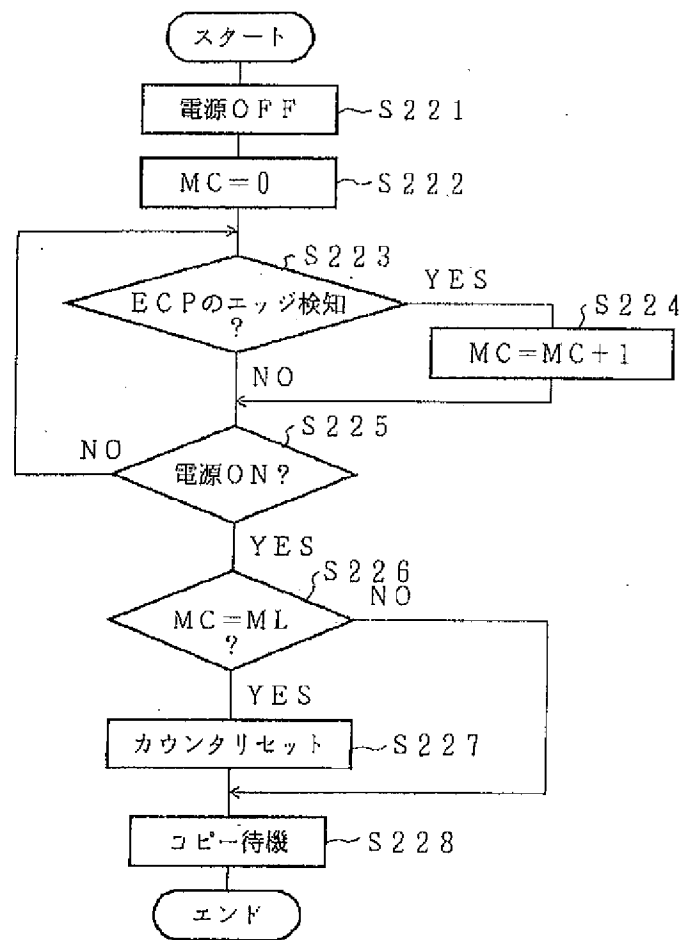 スタート
電源OFF S221
MC=0 S222
S223
ECPのエッジ検知
?
YES
S224
MC=MC+1
NO
S225
NO
電源ON?
YES
S226
NO
MC=ML
?
YES
カウンタリセット S227
コピー待機 S228
エンド